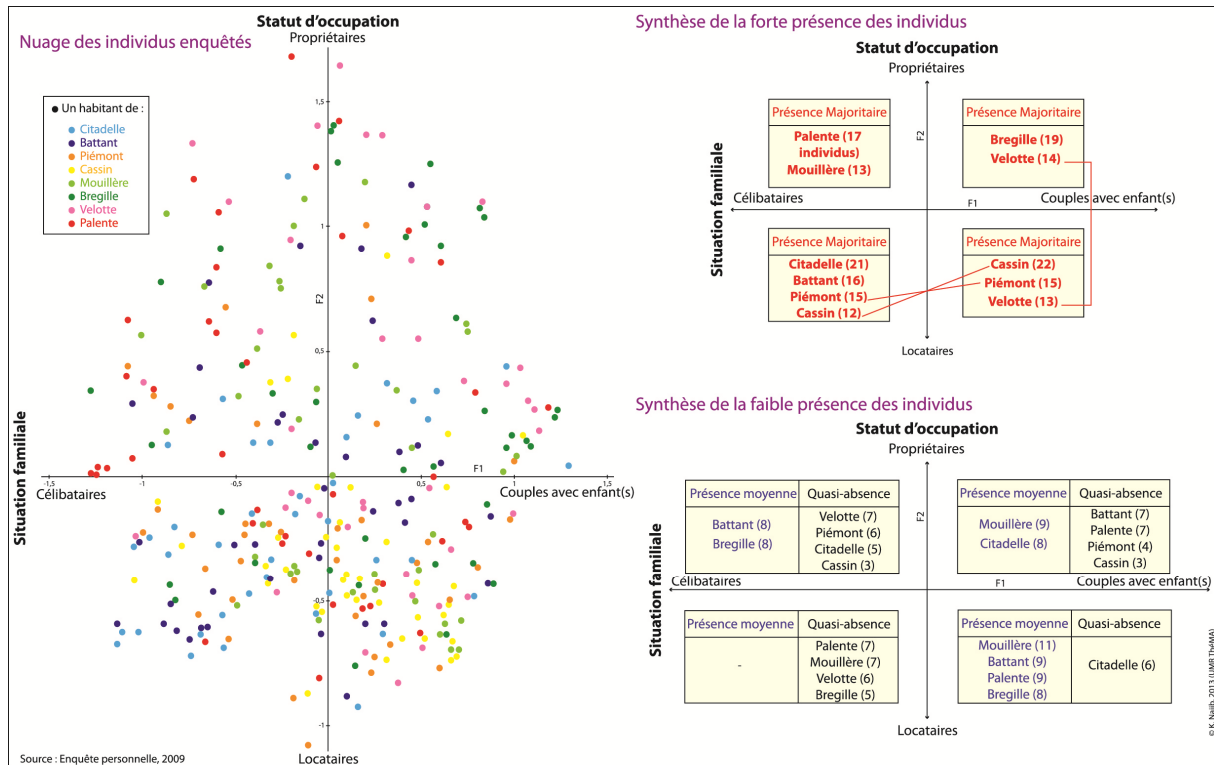 Statut d'occupation
Propriétaires
Nuage des individus enquêtés
Un habitant de :
Citadelle
Battant
Piémont
Cassin
Mouillère
Bregille
Velotte
Palente
1,5
1
F2
0,5
Situation familiale
F1
-1
-0,5
0
0,5
1
1,5
Célibataires
Couples avec enfant(s)
-0,5
-1
Locataires
Source : Enquête personnelle, 2009
Synthèse de la forte présence des individus
Statut d'occupation
Propriétaires
F2
Présence Majoritaire
Palente (17
individus)
Mouillère (13)
Présence Majoritaire
Bregille (19)
Velotte (14)
Situation familiale
Célibataires
F1
Couples avec enfant(s)
Présence Majoritaire
Citadelle (21)
Battant (16)
Piémont (15)
Cassin (12)
Présence Majoritaire
Cassin (22)
Piémont (15)
Velotte (13)
Locataires
Synthèse de la faible présence des individus
Statut d'occupation
Propriétaires
F2
Présence moyenne
Battant (8)
Bregille (8)
Quasi-absence
Velotte (7)
Piémont (6)
Citadelle (5)
Cassin (3)
Présence moyenne
Mouillère (9)
Citadelle (8)
Quasi-absence
Battant (7)
Palente (7)
Piémont (4)
Cassin (3)
Situation familiale
Célibataires
F1
Couples avec enfant(s)
Présence moyenne
-
Quasi-absence
Palente (7)
Mouillère (7)
Velotte (6)
Bregille (5)
Présence moyenne
Mouillère (11)
Battant (9)
Palente (9)
Bregille (8)
Quasi-absence
Citadelle (6)
Locataires
© K. Najib, 2013 (UMR ThéMA)